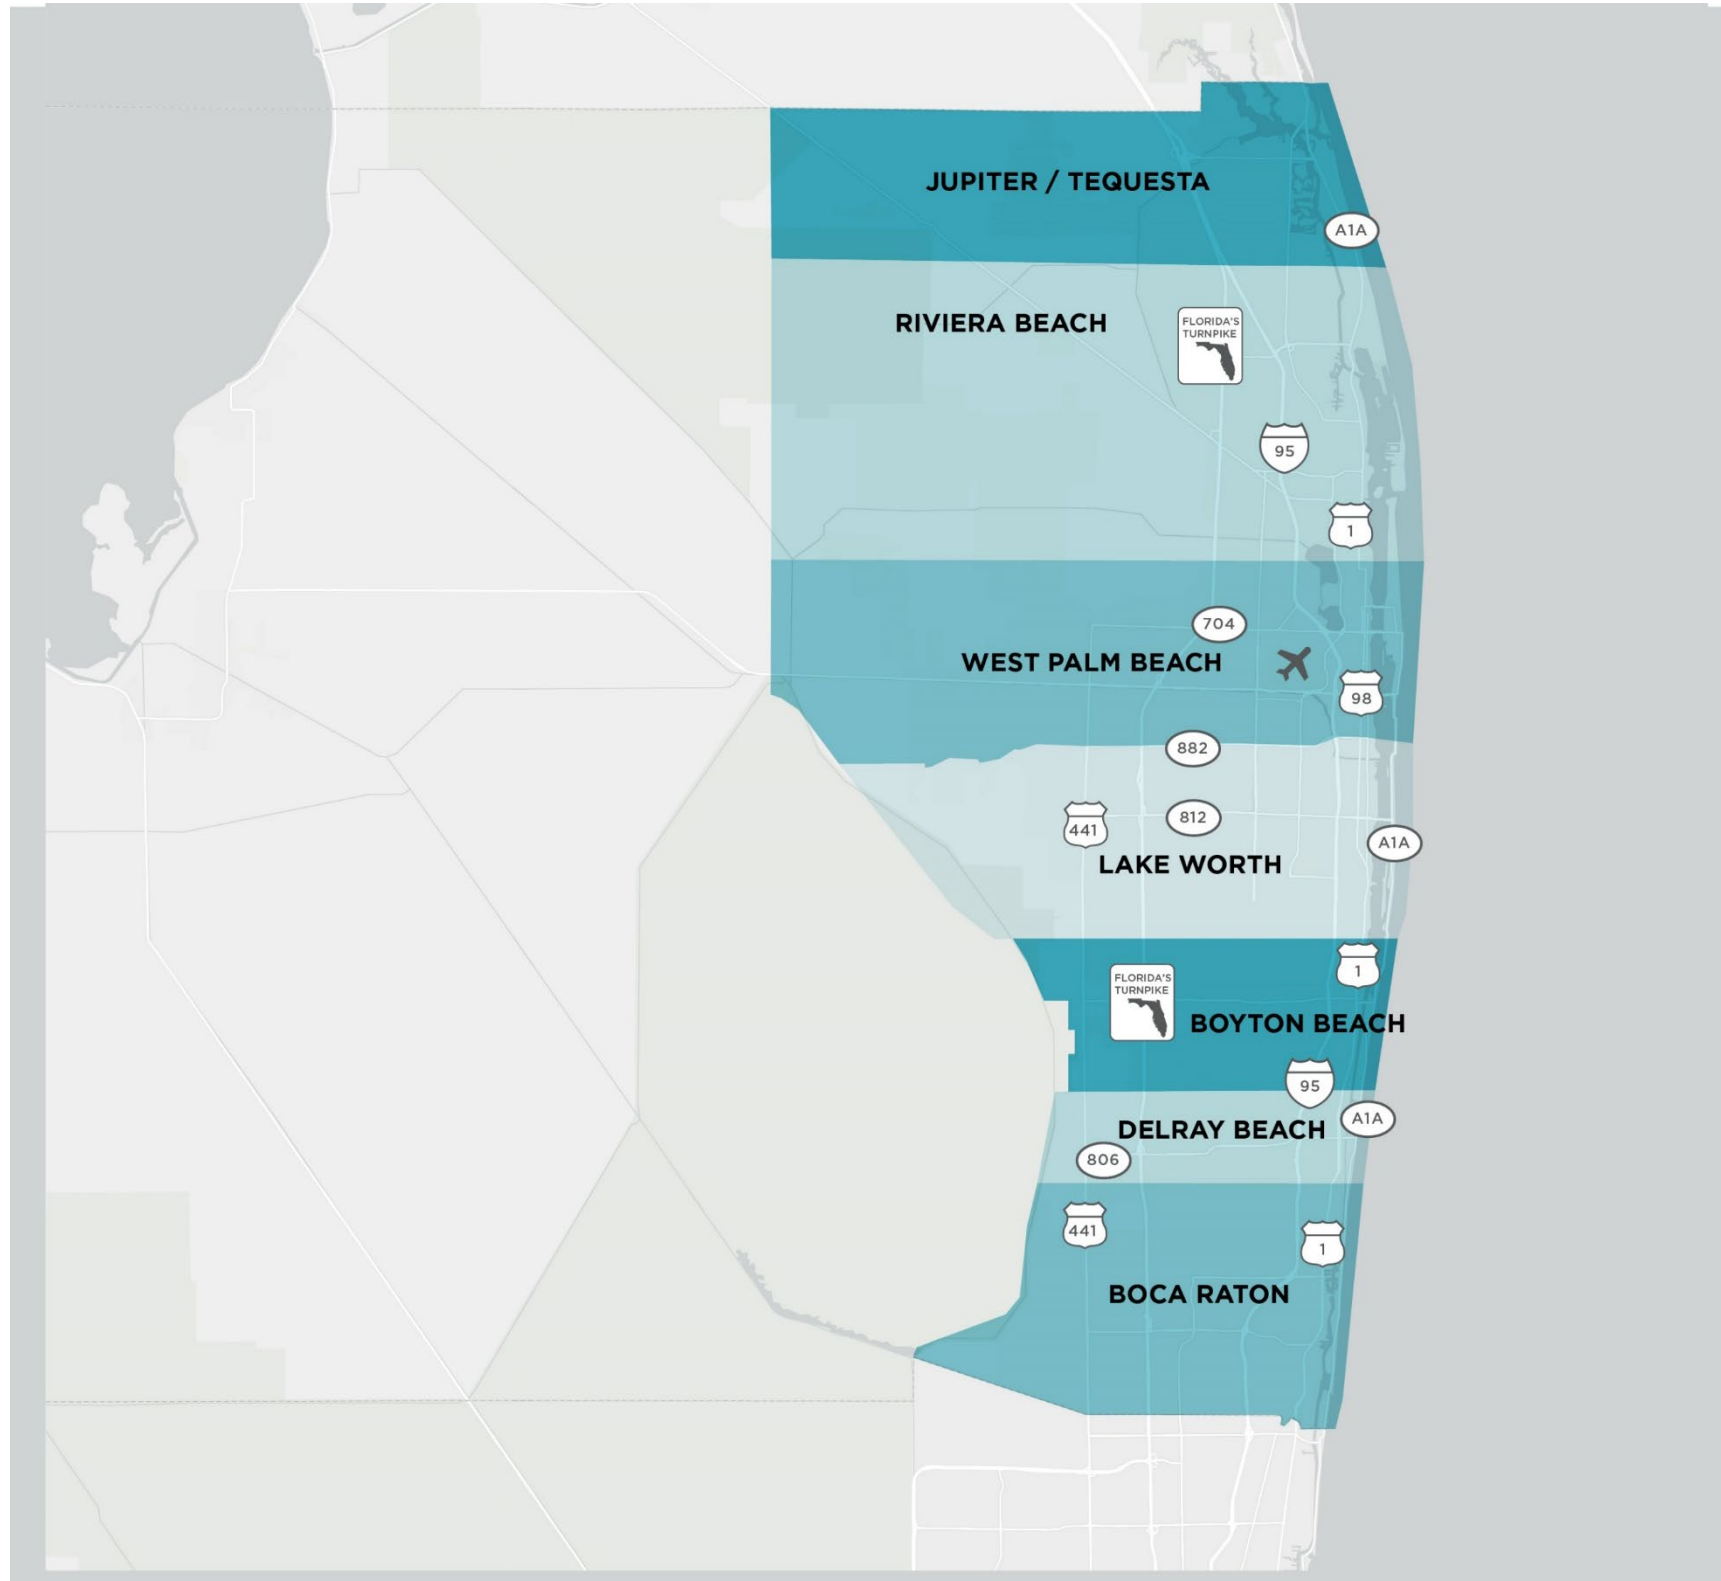 JUPITER / TEQUESTA
A1A
RIVIERA BEACH
FLORIDA'S
TURNPIKE
95
1
704
WEST PALM BEACH
98
882
441
812
A1A
LAKE WORTH
1
FLORIDA'S
TURNPIKE
BOYTON BEACH
95
A1A
DELRAY BEACH
806
441
1
BOCA RATON